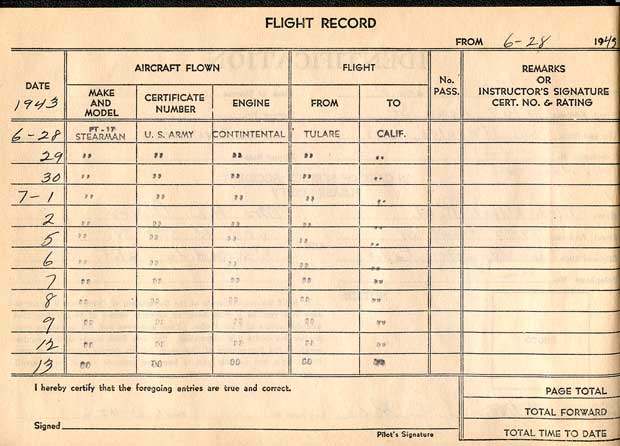 FLIGHT RECORD
FROM 6-28 1943
DATE 1943
AIRCRAFT FLOWN
FLIGHT
No. PASS.
REMARKS OR INSTRUCTOR'S SIGNATURE CERT. NO. & RATING
MAKE AND MODEL
CERTIFICATE NUMBER
ENGINE
FROM
TO
6-28 PT-17 STEARMAN U. S. ARMY CONTINTENTAL TULARE CALIF.
29 " " " " "
30 " " " " "
7-1 " " " " "
2 " " " " "
5 " " " " "
6 " " " " "
7 " " " " "
8 " " " " "
9 " " " " "
12 " " " " "
13 " " " " "
I hereby certify that the foregoing entries are true and correct.
PAGE TOTAL
TOTAL FORWARD
Signed
Pilot's Signature
TOTAL TIME TO DATE